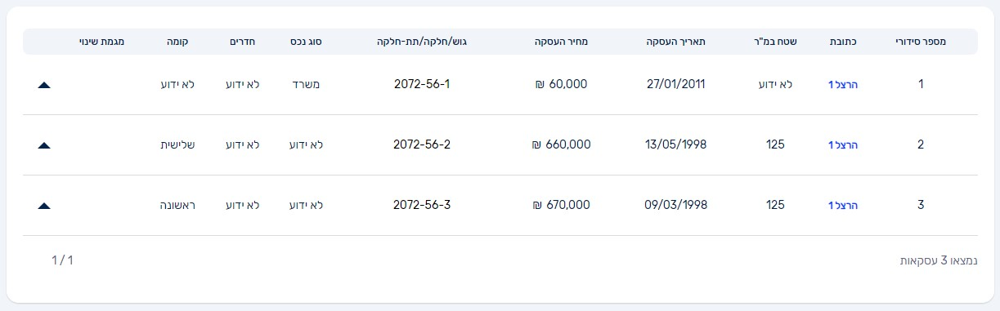 מספר סידורי כתובת שטח במ"ר תאריך העסקה מחיר העסקה גוש/חלקה/תת-חלקה סוג נכס חדרים קומה מגמת שינוי
1 הרצל 1 לא ידוע 27/01/2011 60,000 ₪ 2072-56-1 משרד לא ידוע לא ידוע
2 הרצל 1 125 13/05/1998 660,000 ₪ 2072-56-2 לא ידוע לא ידוע שלישית
3 הרצל 1 125 09/03/1998 670,000 ₪ 2072-56-3 לא ידוע לא ידוע ראשונה
נמצאו 3 עסקאות 1 / 1